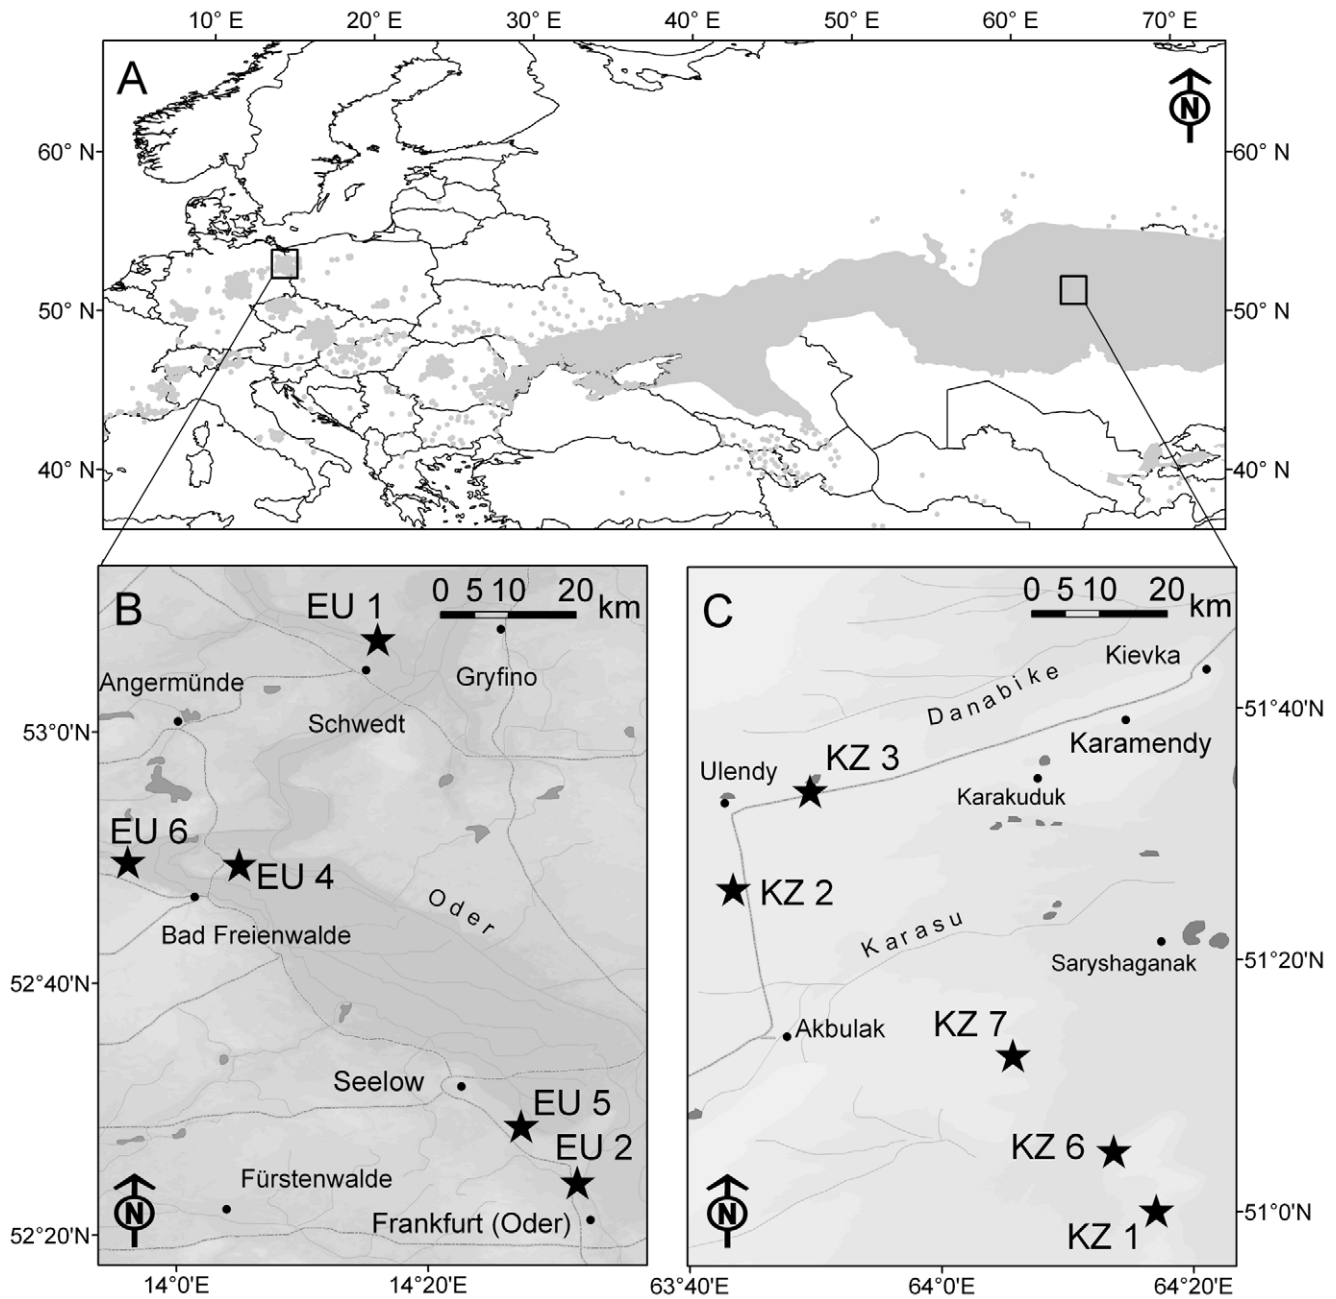 10° E 20° E 30° E 40° E 50° E 60° E 70° E
A
N
60° N 60° N
50° N 50° N
40° N 40° N
B
0 5 10 20 km
EU 1
Gryfino
Angermünde
Schwedt
53°0'N
EU 6
EU 4
Oder
Bad Freienwalde
52°40'N
Seelow
EU 5
EU 2
Fürstenwalde
N
Frankfurt (Oder)
52°20'N
14°0'E 14°20'E
C
0 5 10 20 km
Kievka
Danabike
51°40'N
Karamendy
KZ 3
Ulendy
Karakuduk
KZ 2
Karasu
Saryshaganak
51°20'N
KZ 7
Akbulak
KZ 6
N
51°0'N
KZ 1
63°40'E 64°0'E 64°20'E